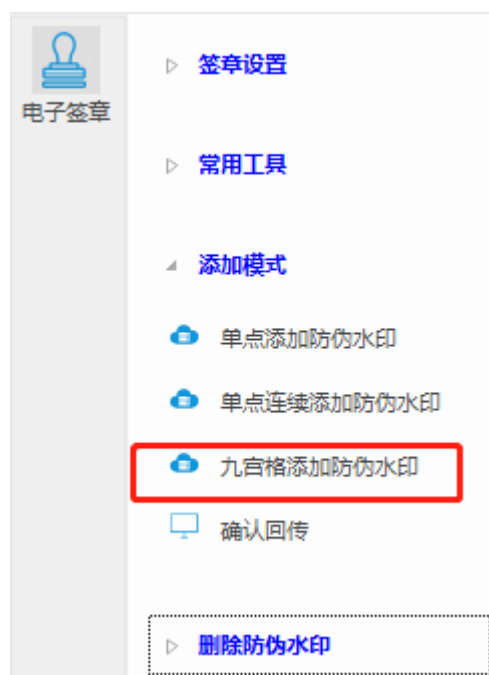 电子签章
签章设置
常用工具
添加模式
单点添加防伪水印
单点连续添加防伪水印
九宫格添加防伪水印
确认回传
删除防伪水印